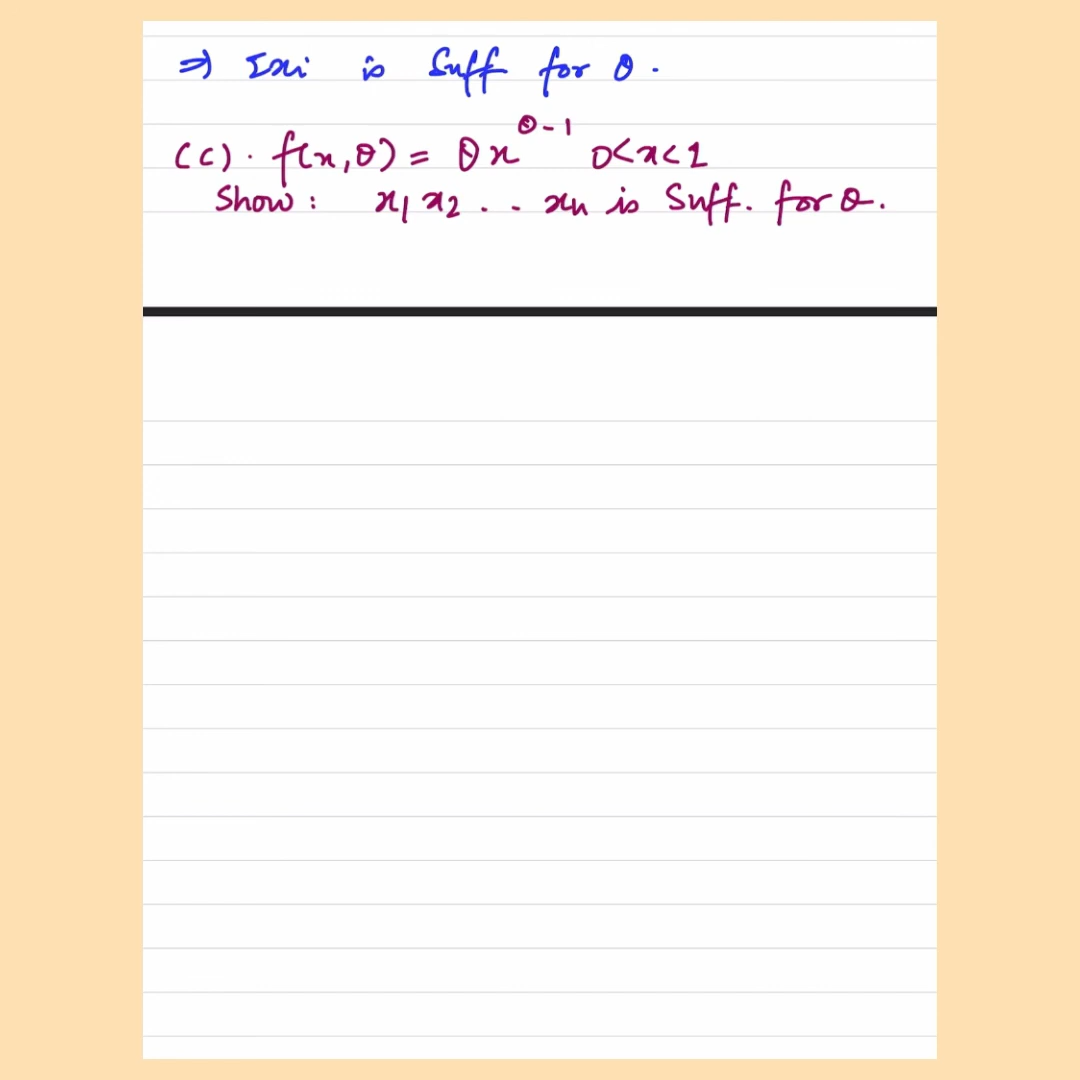 ⇒ Σxi is Suff for θ.
(c). f(x,θ) = θx^θ-1 0<x<1
Show: x1 x2 . . xn is Suff. for θ.